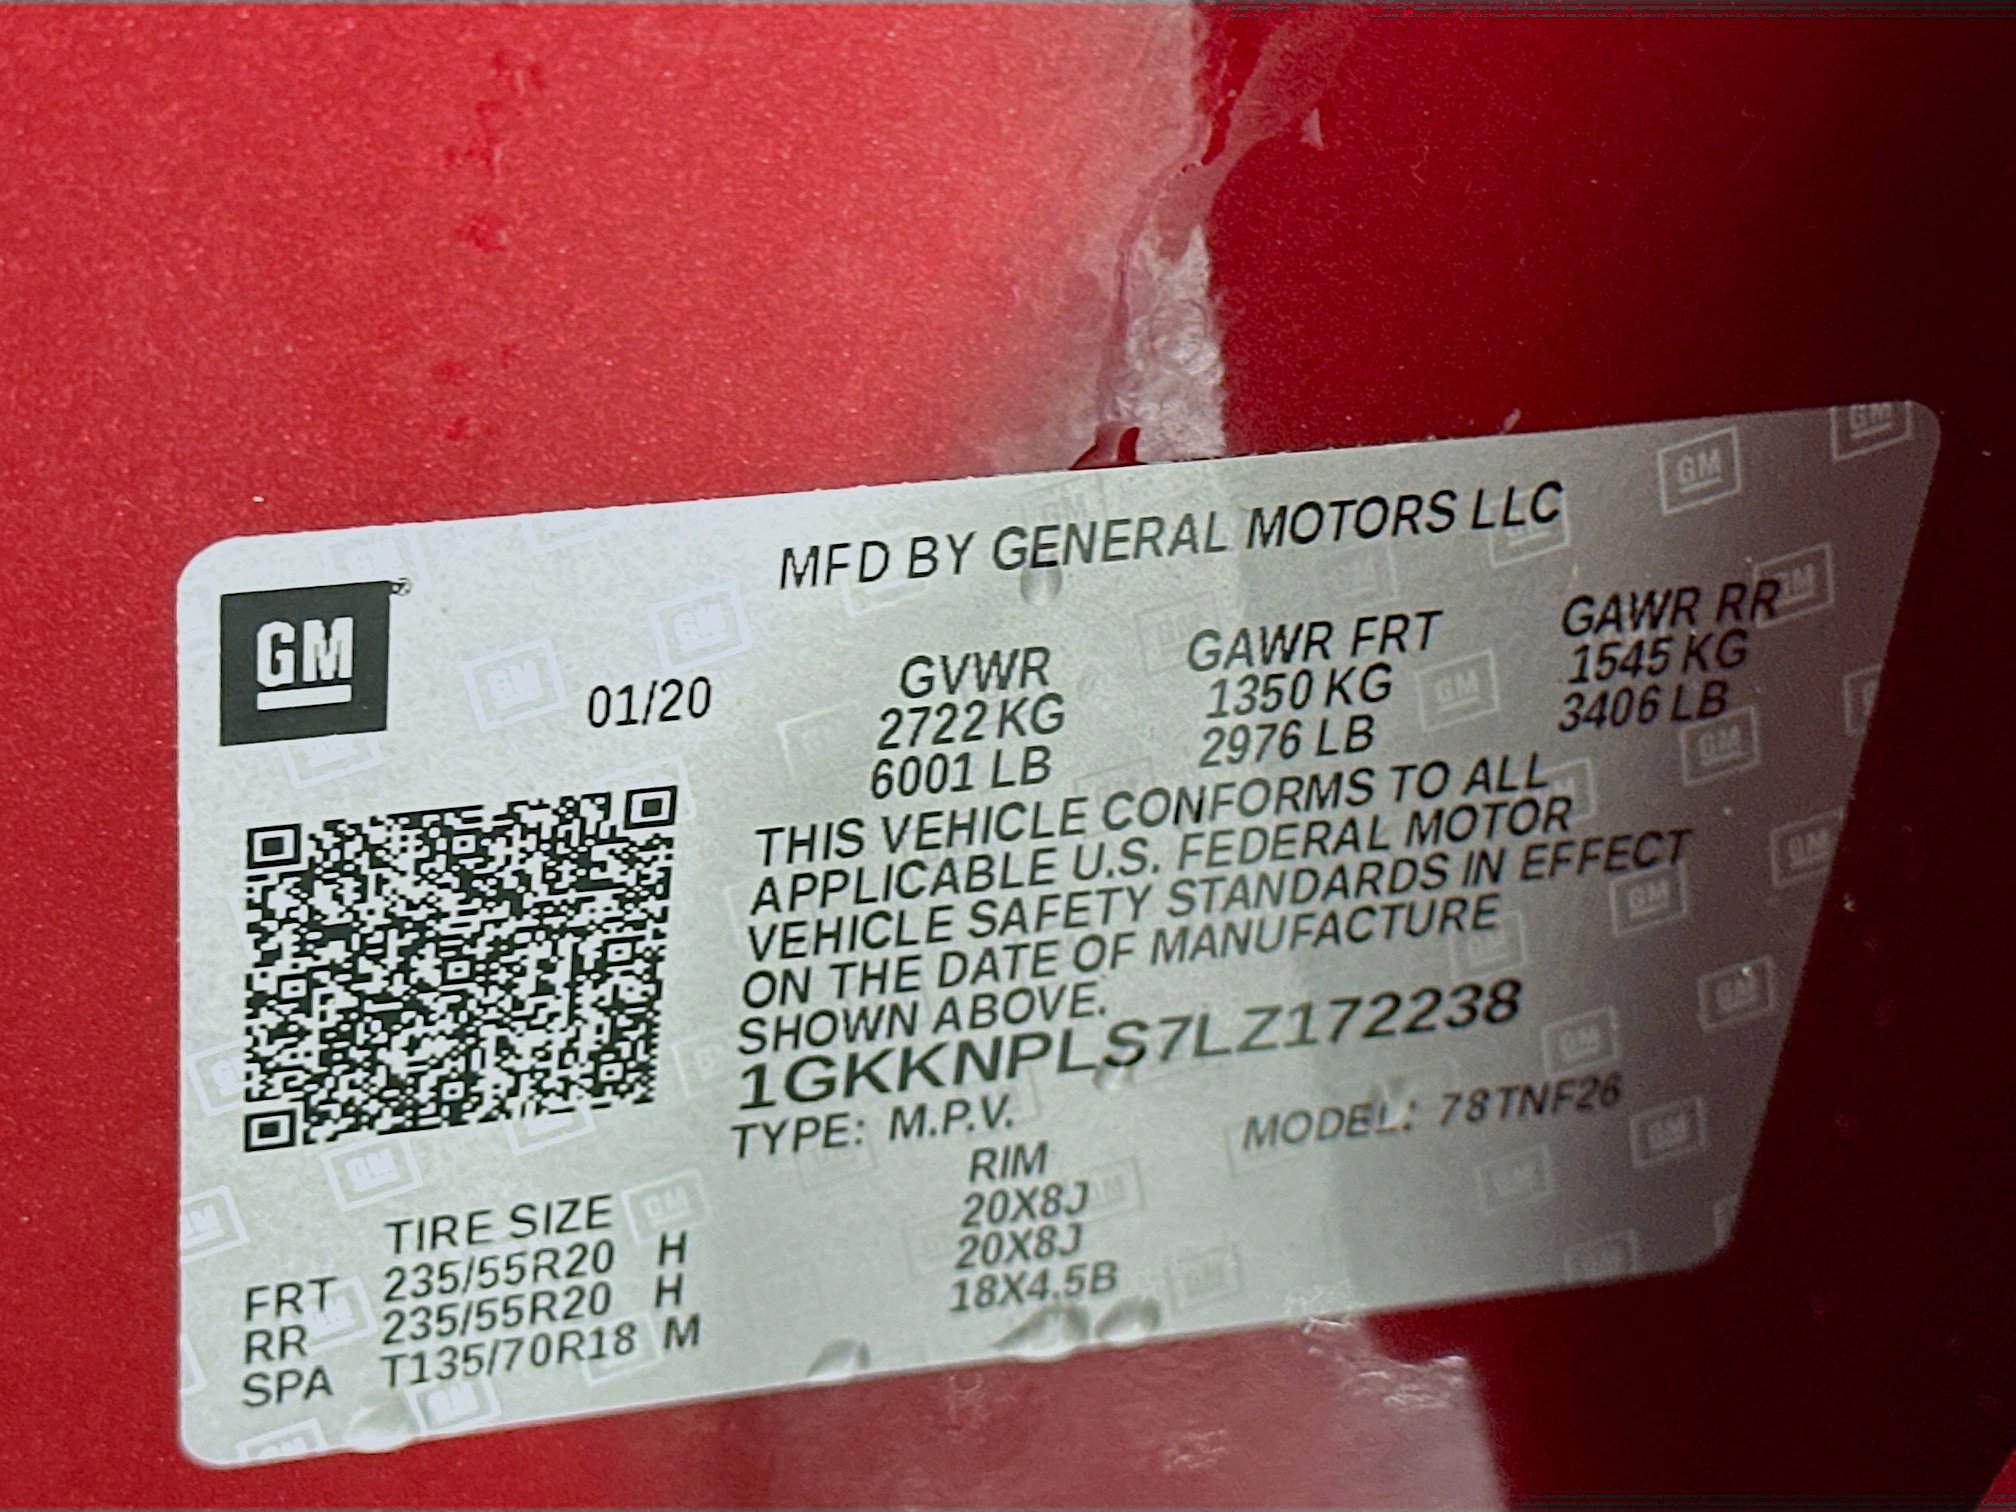 MFD BY GENERAL MOTORS LLC
GM
01/20
GVWR GAWR FRT GAWR RR
2722 KG 1350 KG 1545 KG
6001 LB 2976 LB 3406 LB
THIS VEHICLE CONFORMS TO ALL
APPLICABLE U.S. FEDERAL MOTOR
VEHICLE SAFETY STANDARDS IN EFFECT
ON THE DATE OF MANUFACTURE
SHOWN ABOVE.
1GKKNPLS7LZ172238
TYPE: M.P.V. MODEL: 78TNF26
TIRE SIZE RIM
FRT 235/55R20 H 20X8J
RR 235/55R20 H 20X8J
SPA T135/70R18 M 18X4.5B